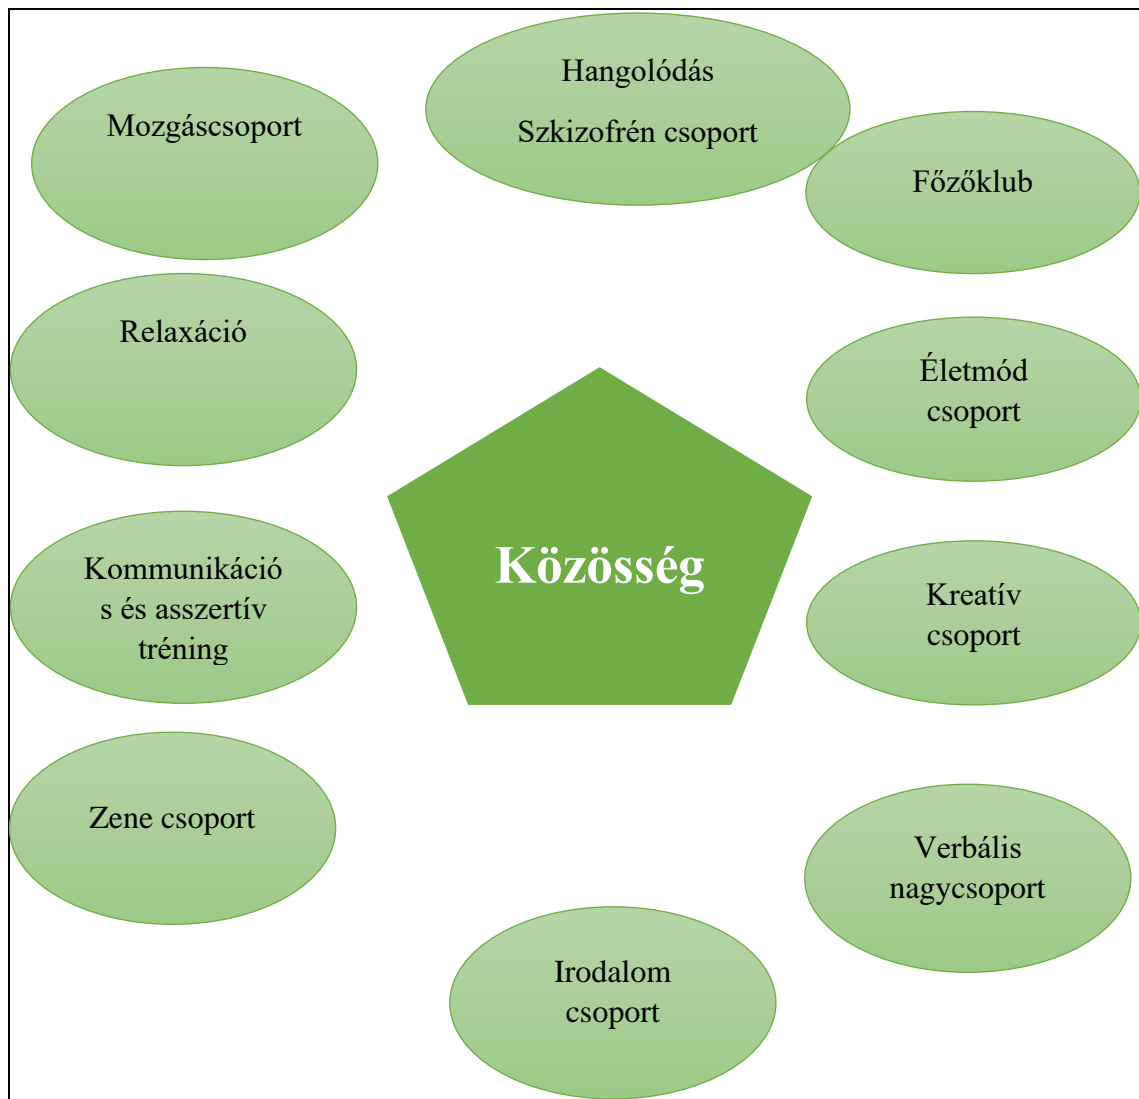 Hangolódás
Szkizofrén csoport
Mozgáscsoport
Főzőklub
Relaxáció
Életmód
csoport
Közösség
Kommunikáció
s és asszertív
tréning
Kreatív
csoport
Zene csoport
Verbális
nagycsoport
Irodalom
csoport